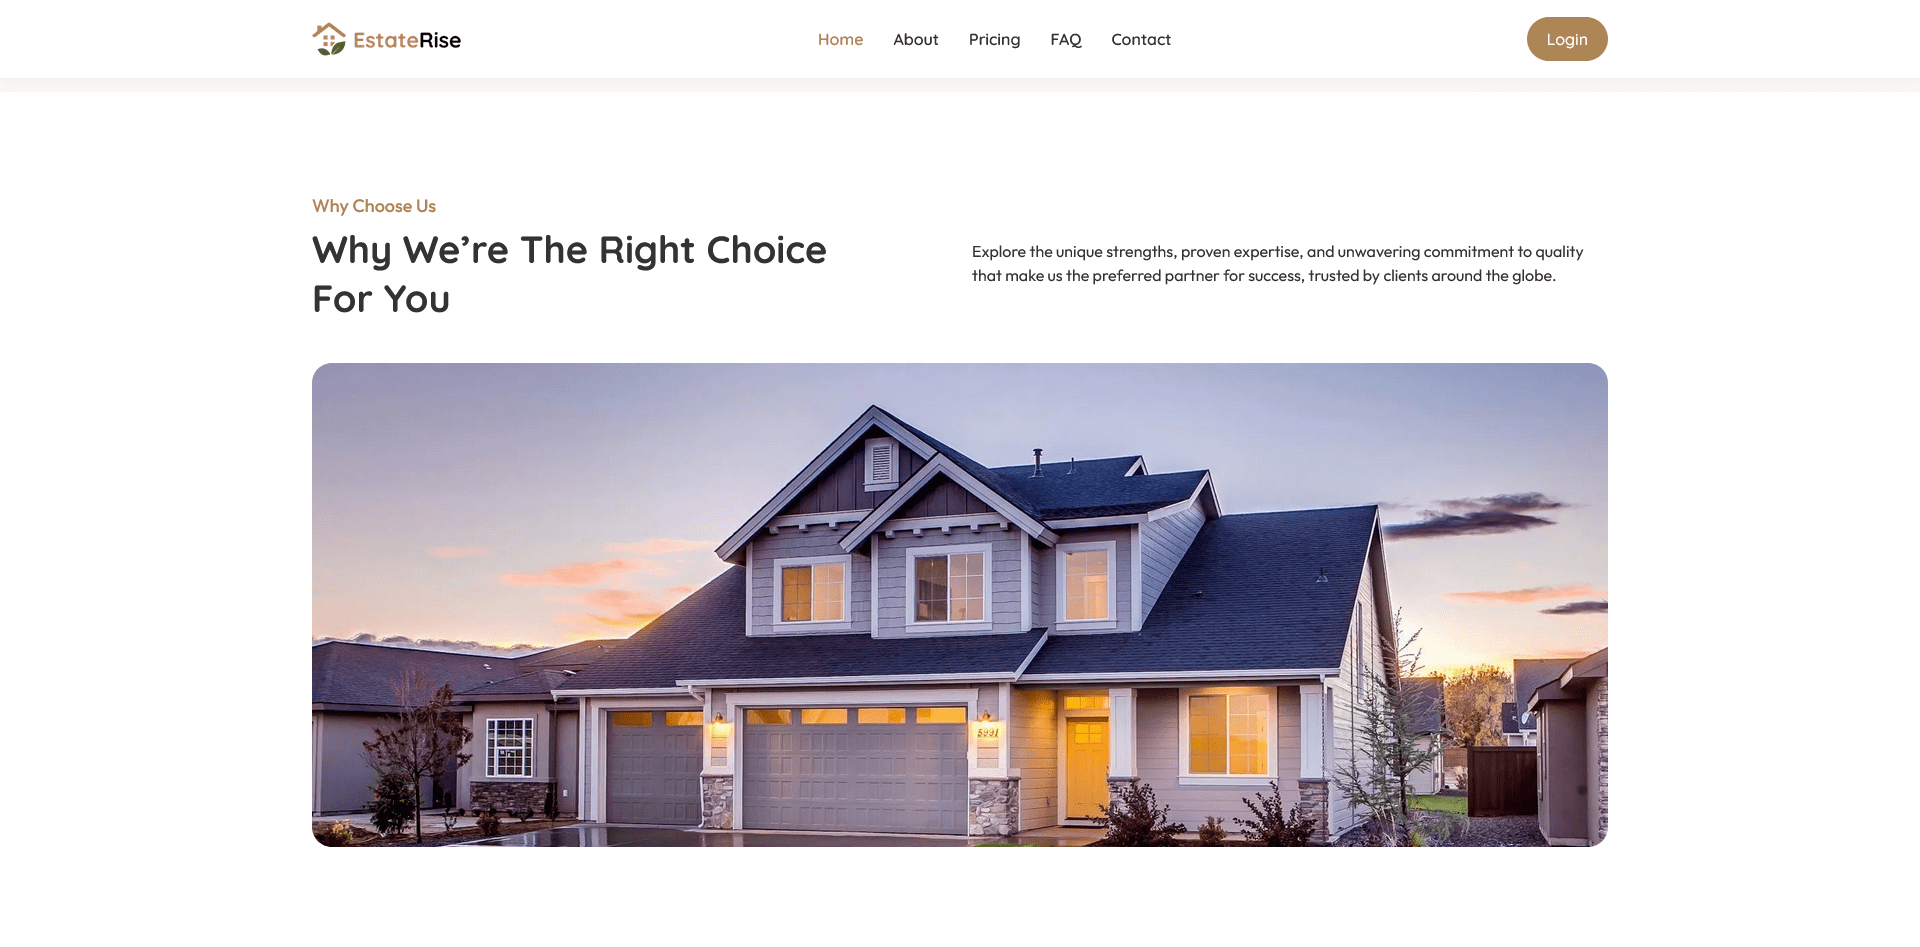 EstateRise
Home
About
Pricing
FAQ
Contact
Login
Why Choose Us
Why We’re The Right Choice
For You
Explore the unique strengths, proven expertise, and unwavering commitment to quality
that make us the preferred partner for success, trusted by clients around the globe.
5991